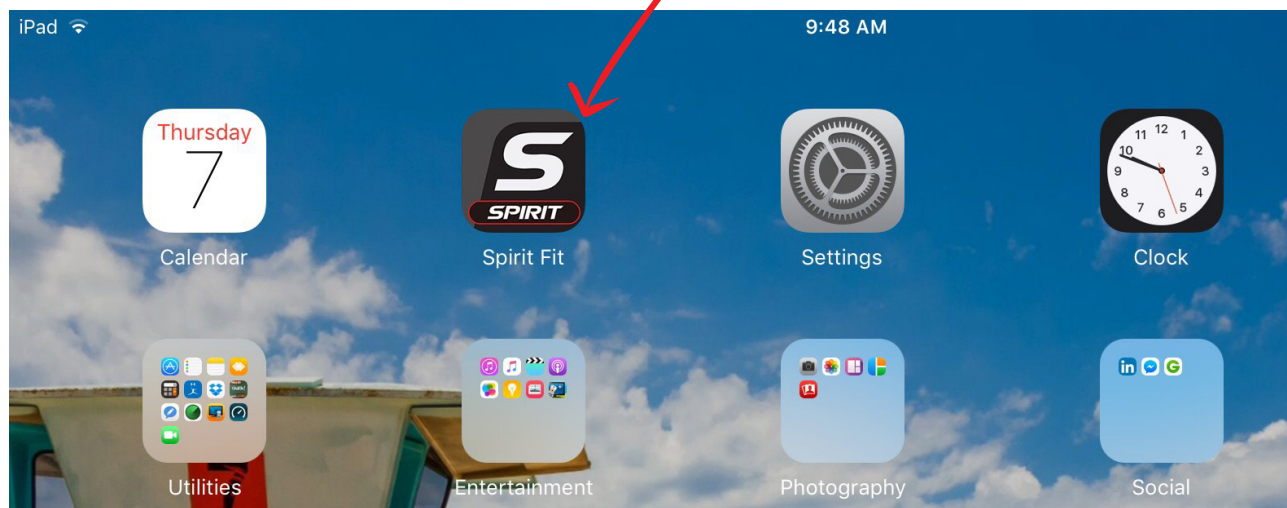 iPad
9:48 AM
Thursday
7
S
SPIRIT
12
11 1
10 2
9 3
8 4
7 5
6
Calendar
Spirit Fit
Settings
Clock
in
G
Utilities
Entertainment
Photography
Social